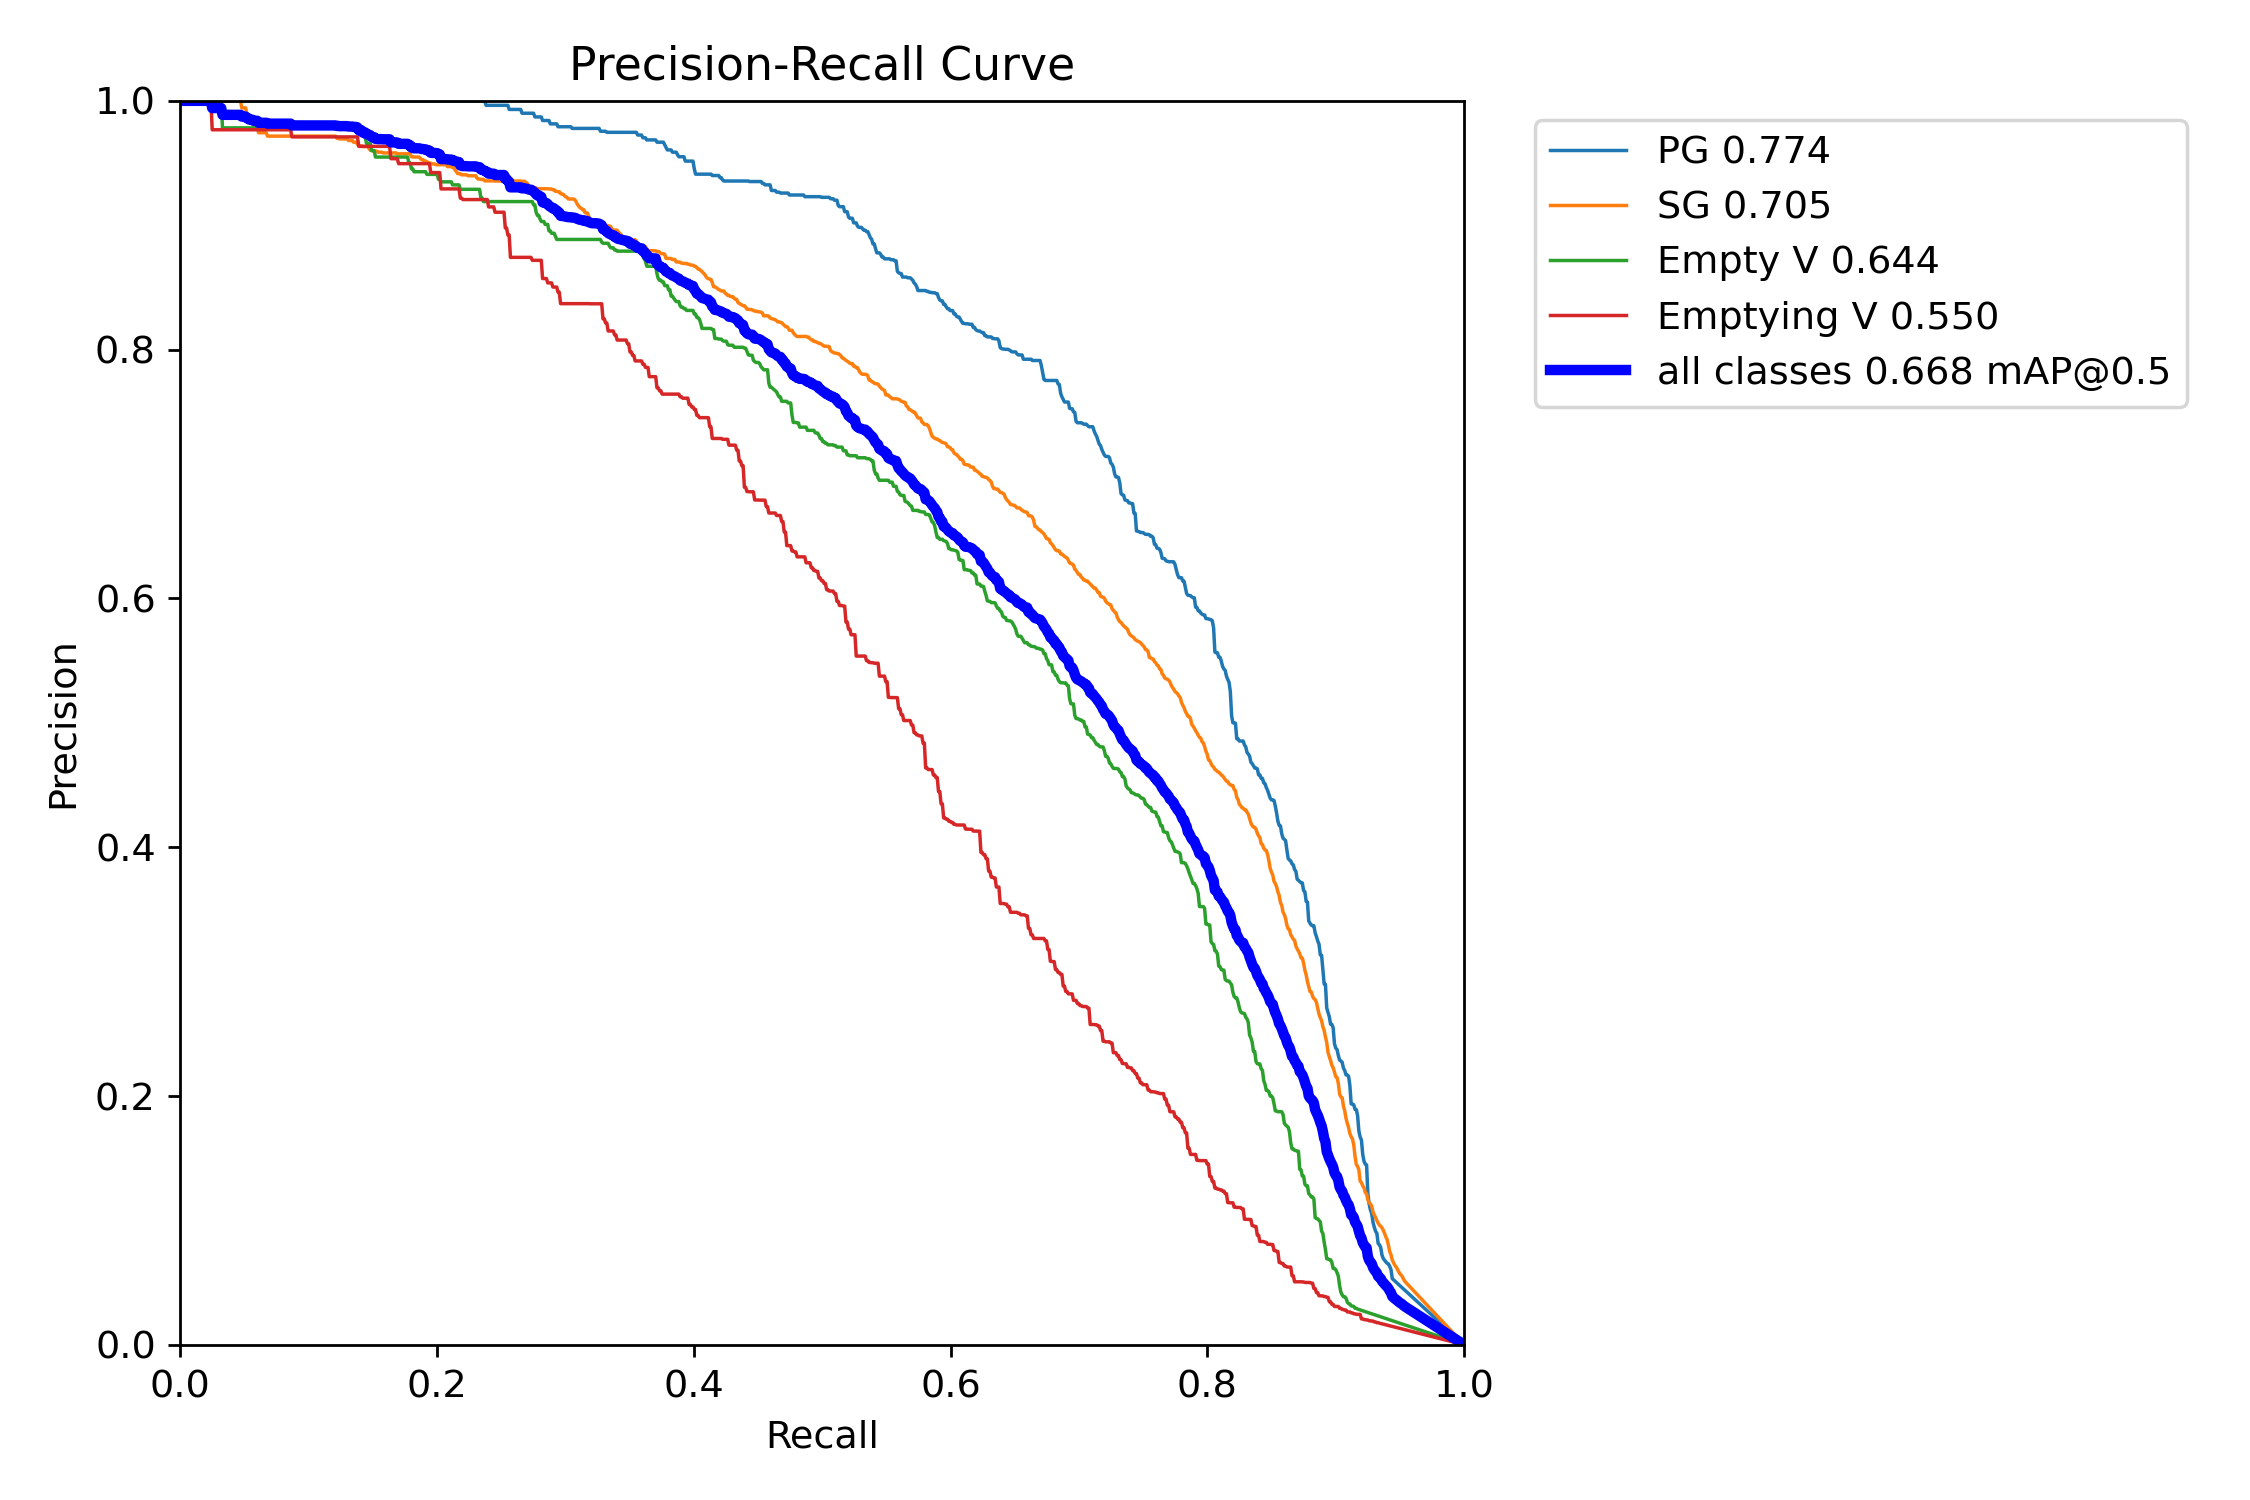 Precision-Recall Curve
1.0
0.8
0.6
0.4
0.2
0.0
Precision
0.0 0.2 0.4 0.6 0.8 1.0
Recall
PG 0.774
SG 0.705
Empty V 0.644
Emptying V 0.550
all classes 0.668 mAP@0.5